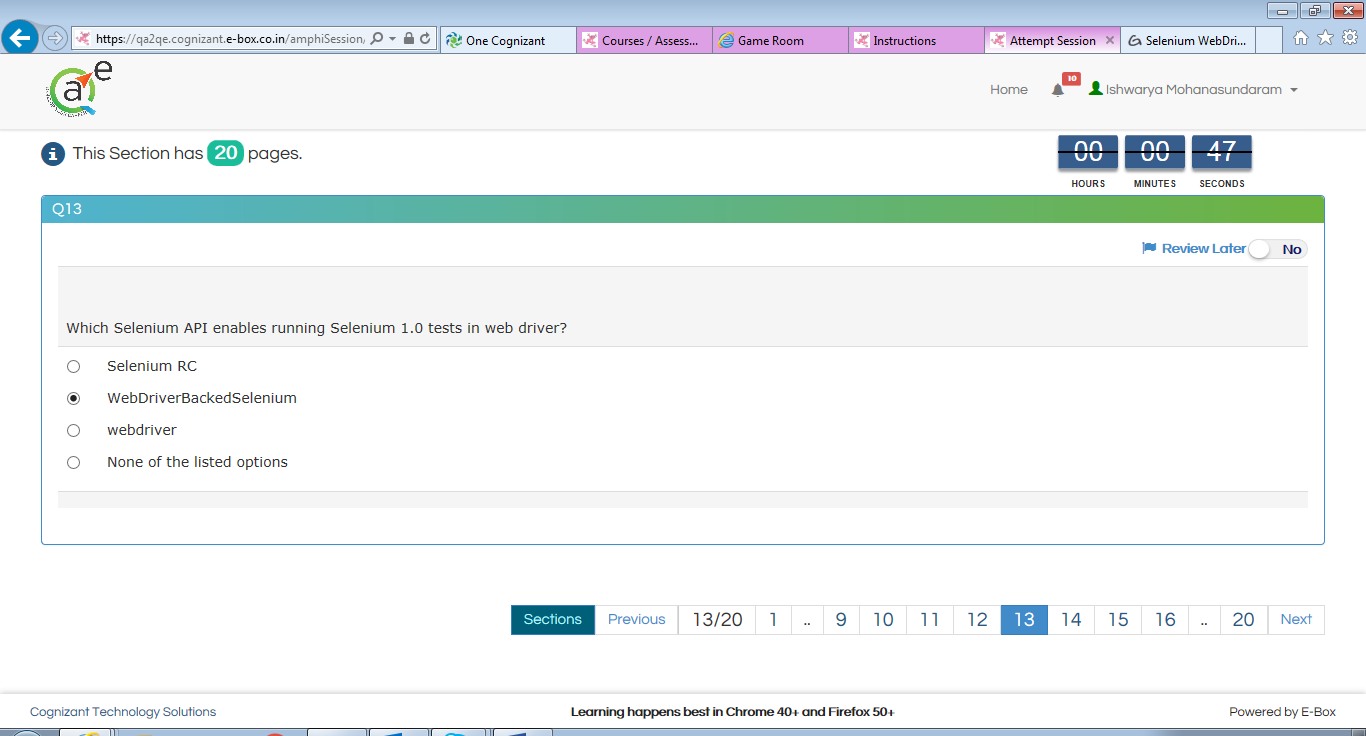 https://qa2qe.cognizant.e-box.co.in/amphiSession/
One Cognizant
Courses / Assess...
Game Room
Instructions
Attempt Session
Selenium WebDri...
a e
Home
10
Ishwarya Mohanasundaram
This Section has 20 pages.
00 00 47
HOURS MINUTES SECONDS
Q13
Review Later No
Which Selenium API enables running Selenium 1.0 tests in web driver?
Selenium RC
WebDriverBackedSelenium
webdriver
None of the listed options
Sections Previous 13/20 1 .. 9 10 11 12 13 14 15 16 .. 20 Next
Cognizant Technology Solutions
Learning happens best in Chrome 40+ and Firefox 50+
Powered by E-Box